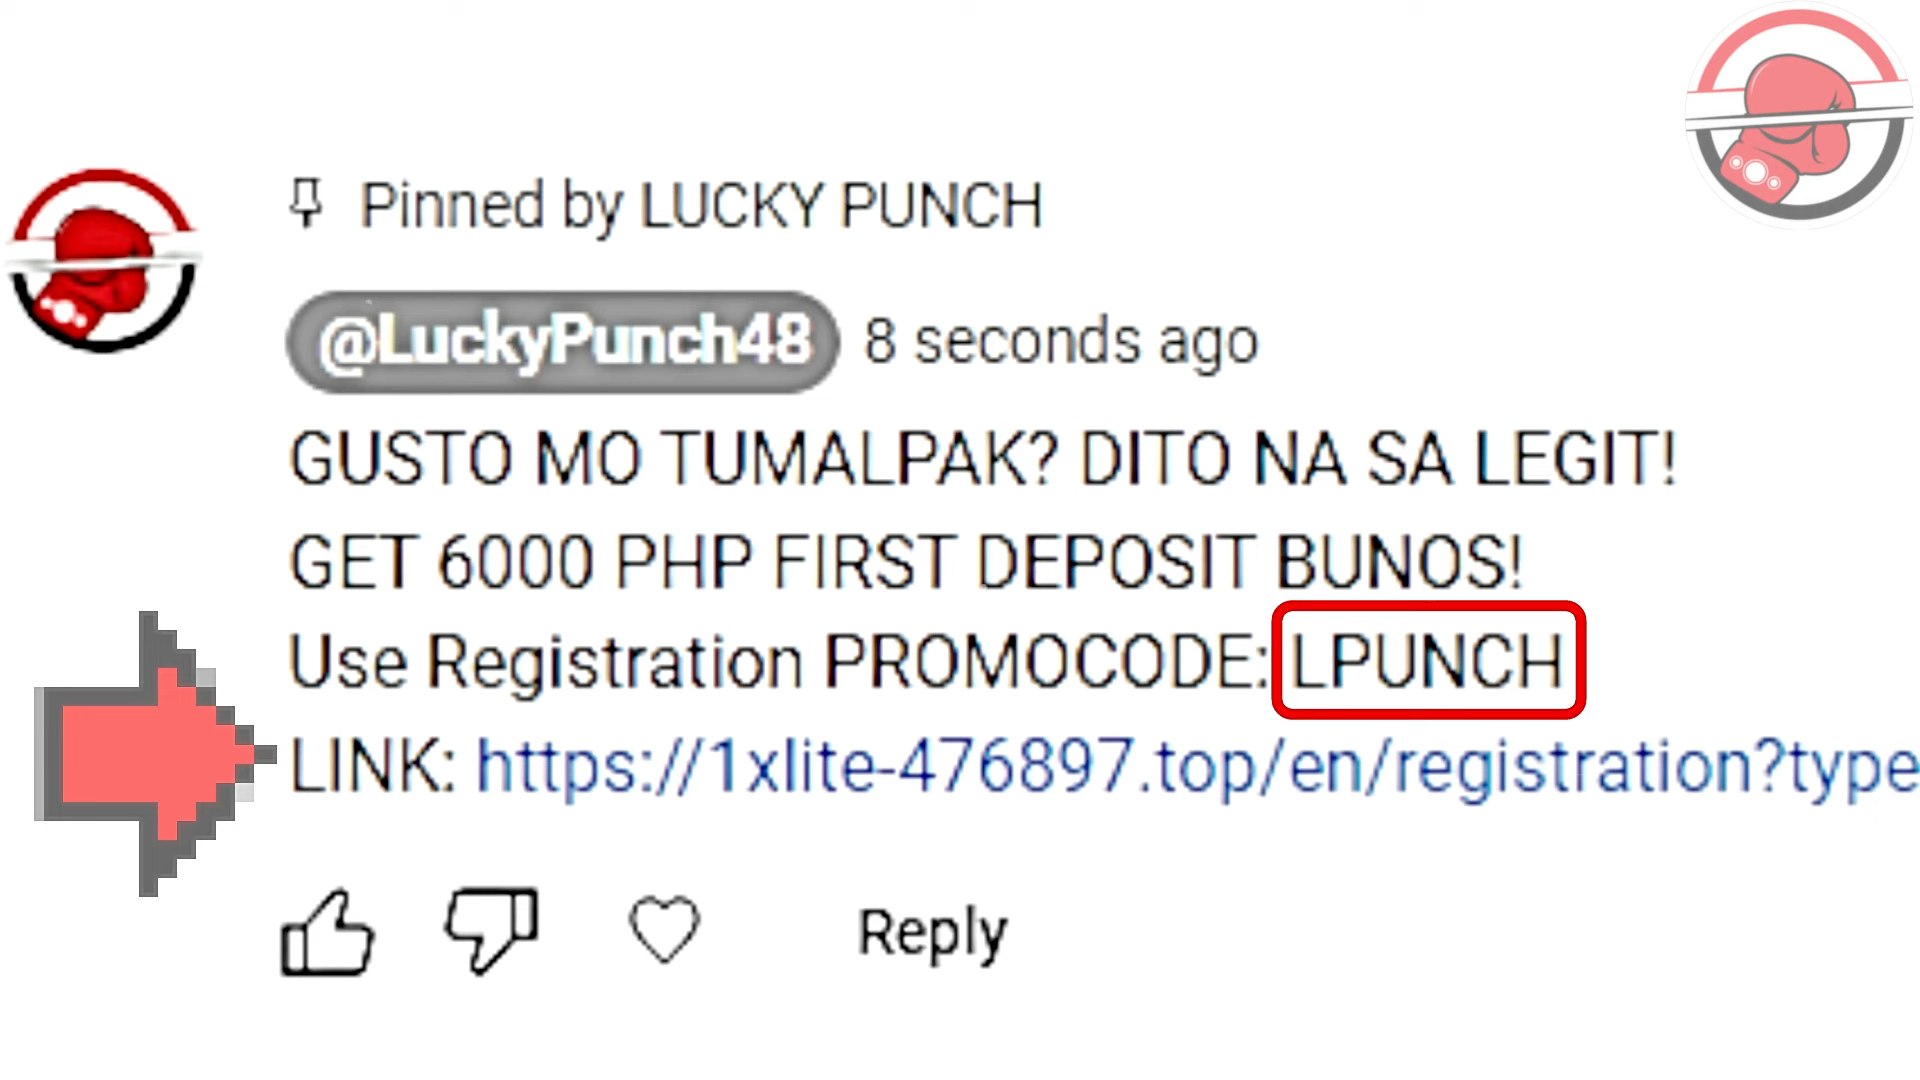 Pinned by LUCKY PUNCH
@LuckyPunch48 8 seconds ago
GUSTO MO TUMALPAK? DITO NA SA LEGIT!
GET 6000 PHP FIRST DEPOSIT BUNOS!
Use Registration PROMOCODE: LPUNCH
LINK: https://1xlite-476897.top/en/registration?type
Reply